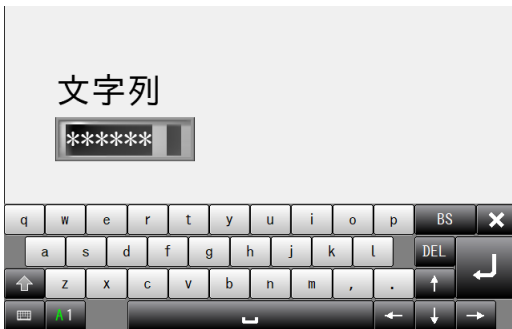 文字列
******
q w e r t y u i o p BS
a s d f g h j k l DEL
z x c v b n m , . ↑
A1 ← ↓ →